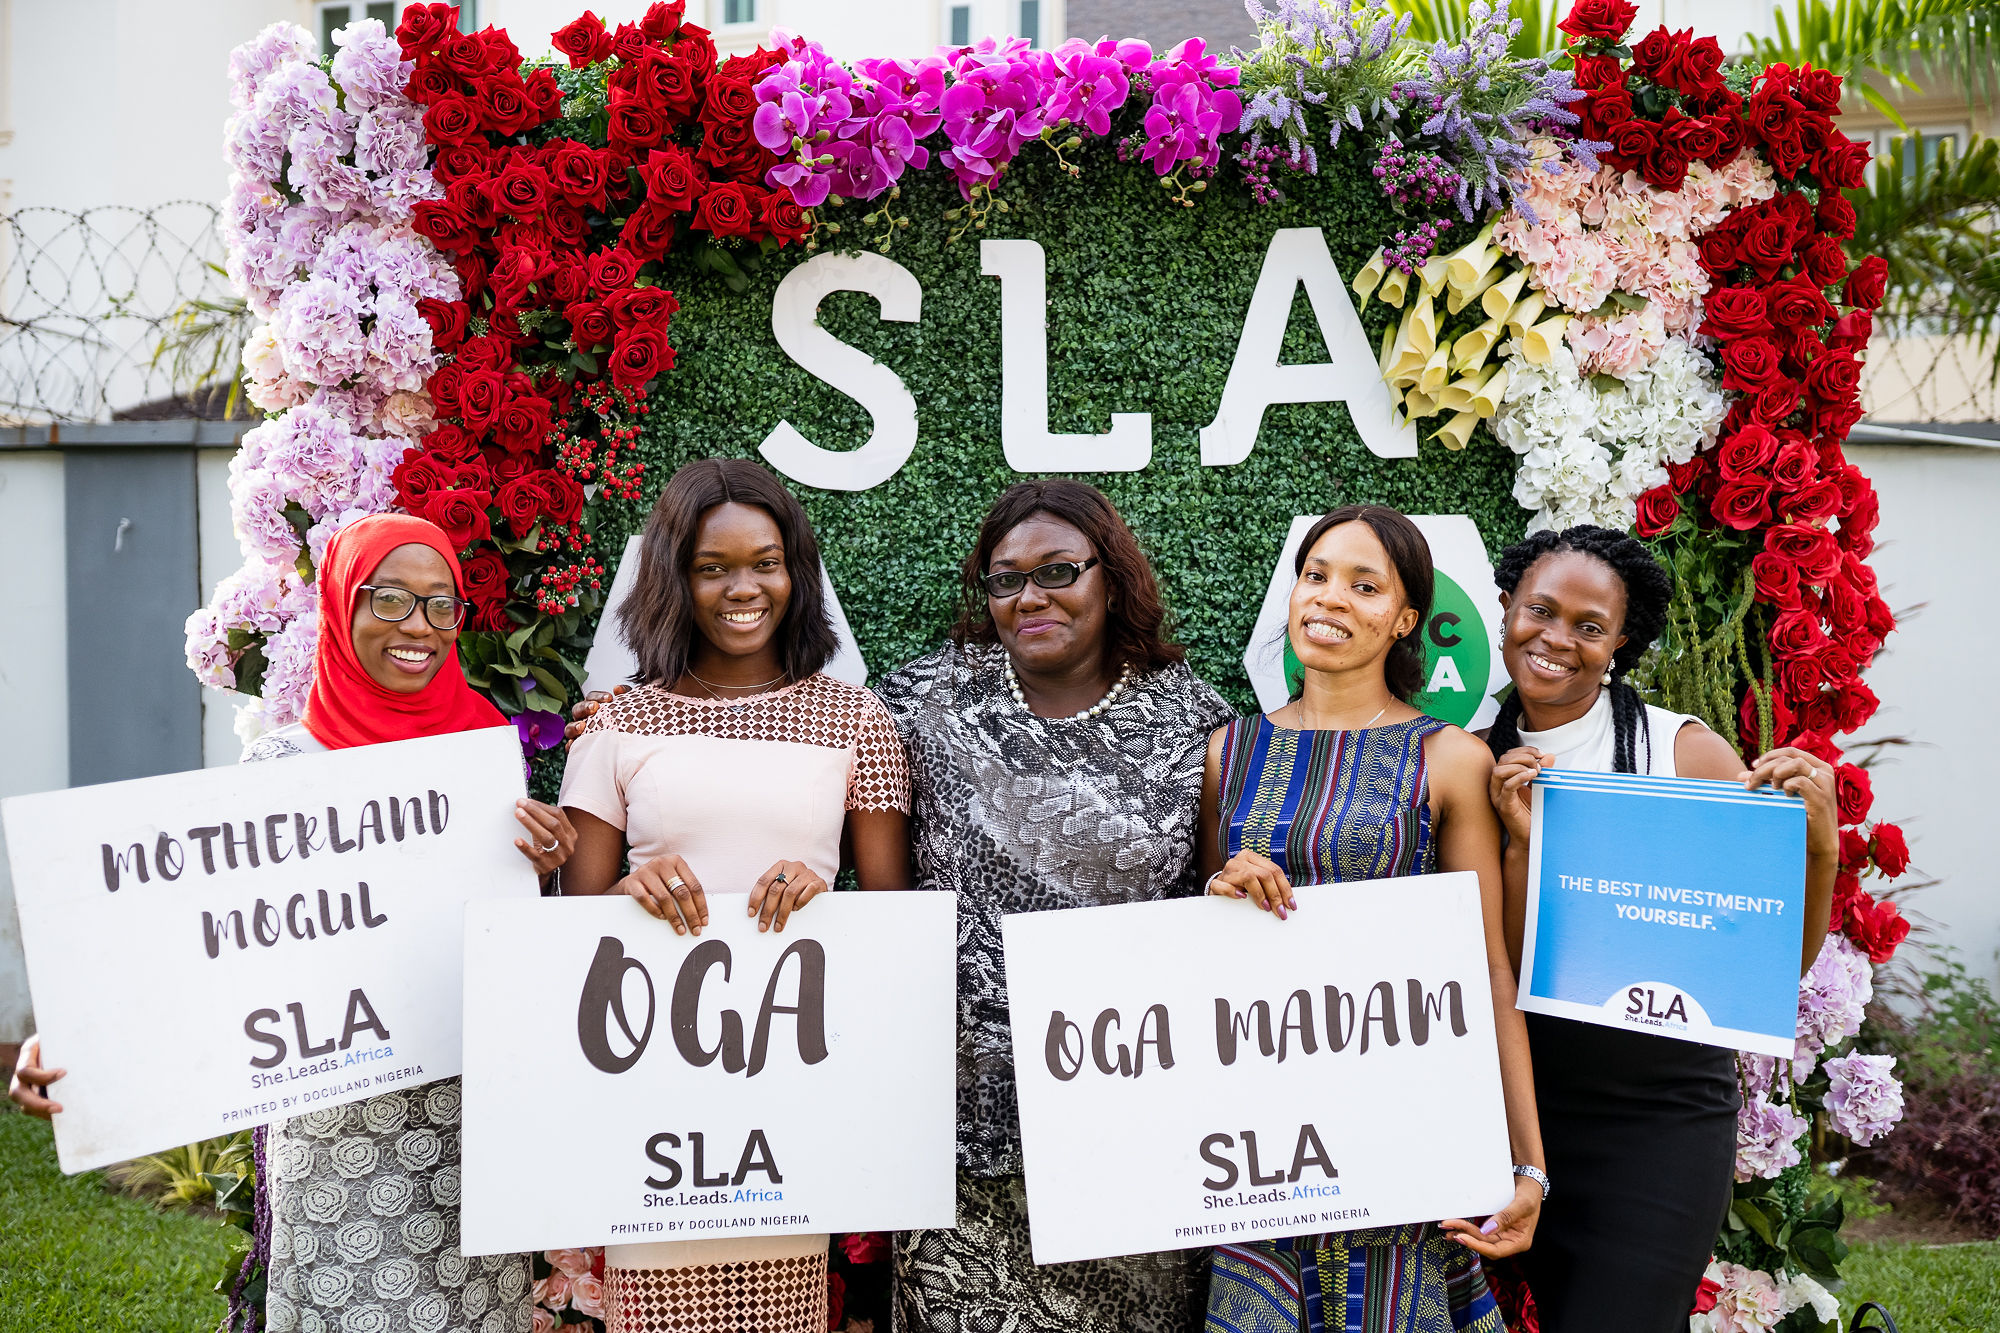 SLA
C
A
MOTHERLAND
MOGUL
SLA
She.Leads.Africa
PRINTED BY DOCULAND NIGERIA
OGA
SLA
She.Leads.Africa
PRINTED BY DOCULAND NIGERIA
OGA MADAM
SLA
She.Leads.Africa
PRINTED BY DOCULAND NIGERIA
THE BEST INVESTMENT?
YOURSELF.
SLA
She.Leads.Africa